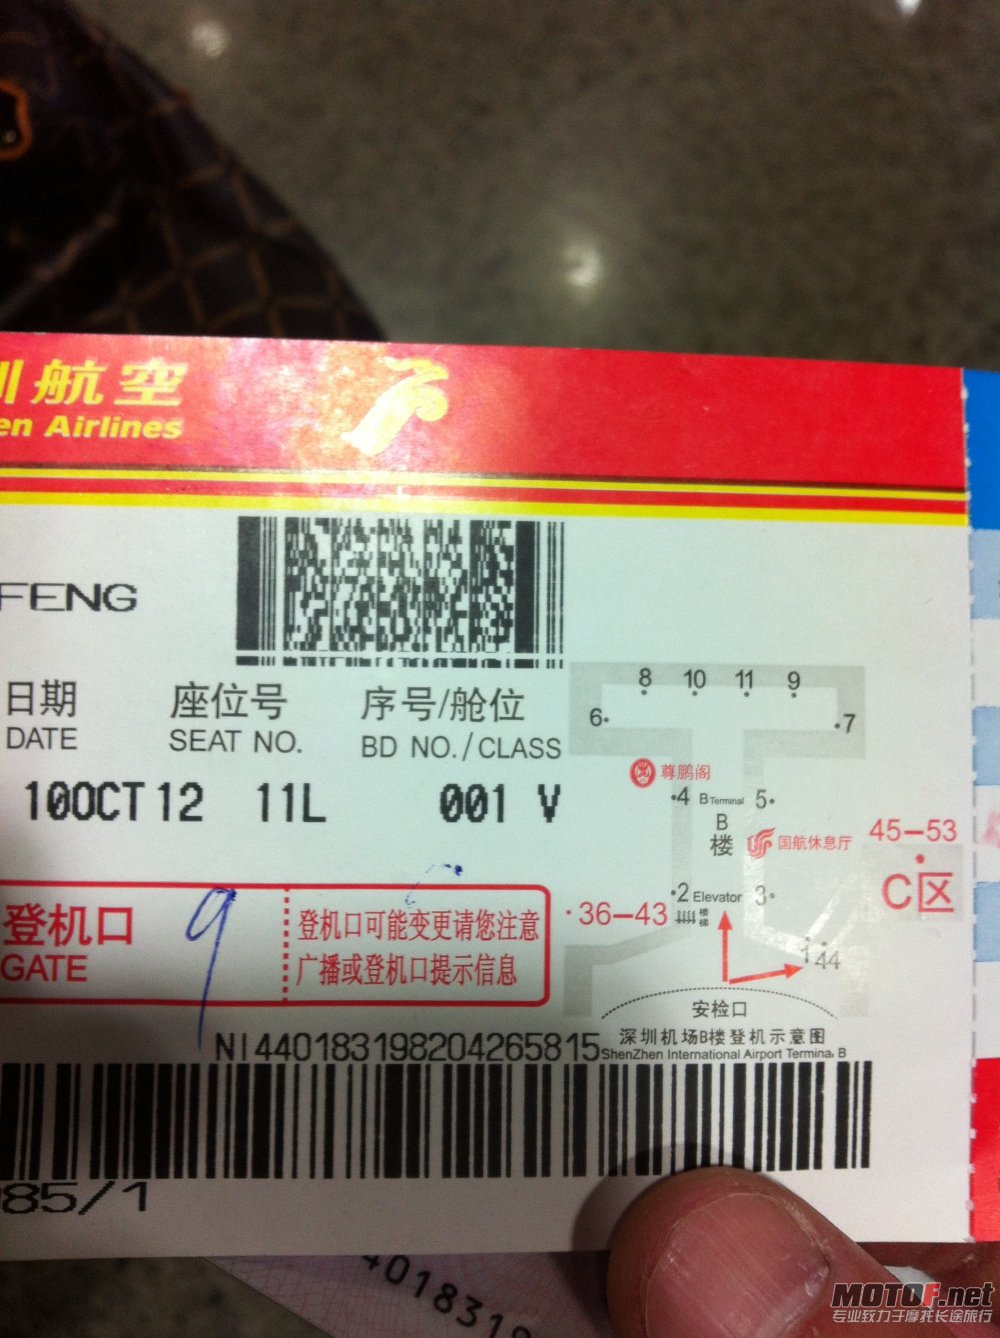 圳航空
en Airlines
FENG
日期
座位号
序号/舱位
DATE
SEAT NO.
BD NO./CLASS
10OCT12
11L
001 V
登机口
GATE
9
登机口可能变更请您注意
广播或登机口提示信息
8
10
11
9
6
7
尊鹏阁
4
B Terminal
5
B
楼
国航休息厅
45-53
C区
2
Elevator
3
36-43
楼梯
1
44
安检口
深圳机场B楼登机示意图
ShenZhen International Airport Terminal B
NI440183198204265815
085/1
4018319
MOTOF.net
专业致力于摩托长途旅行